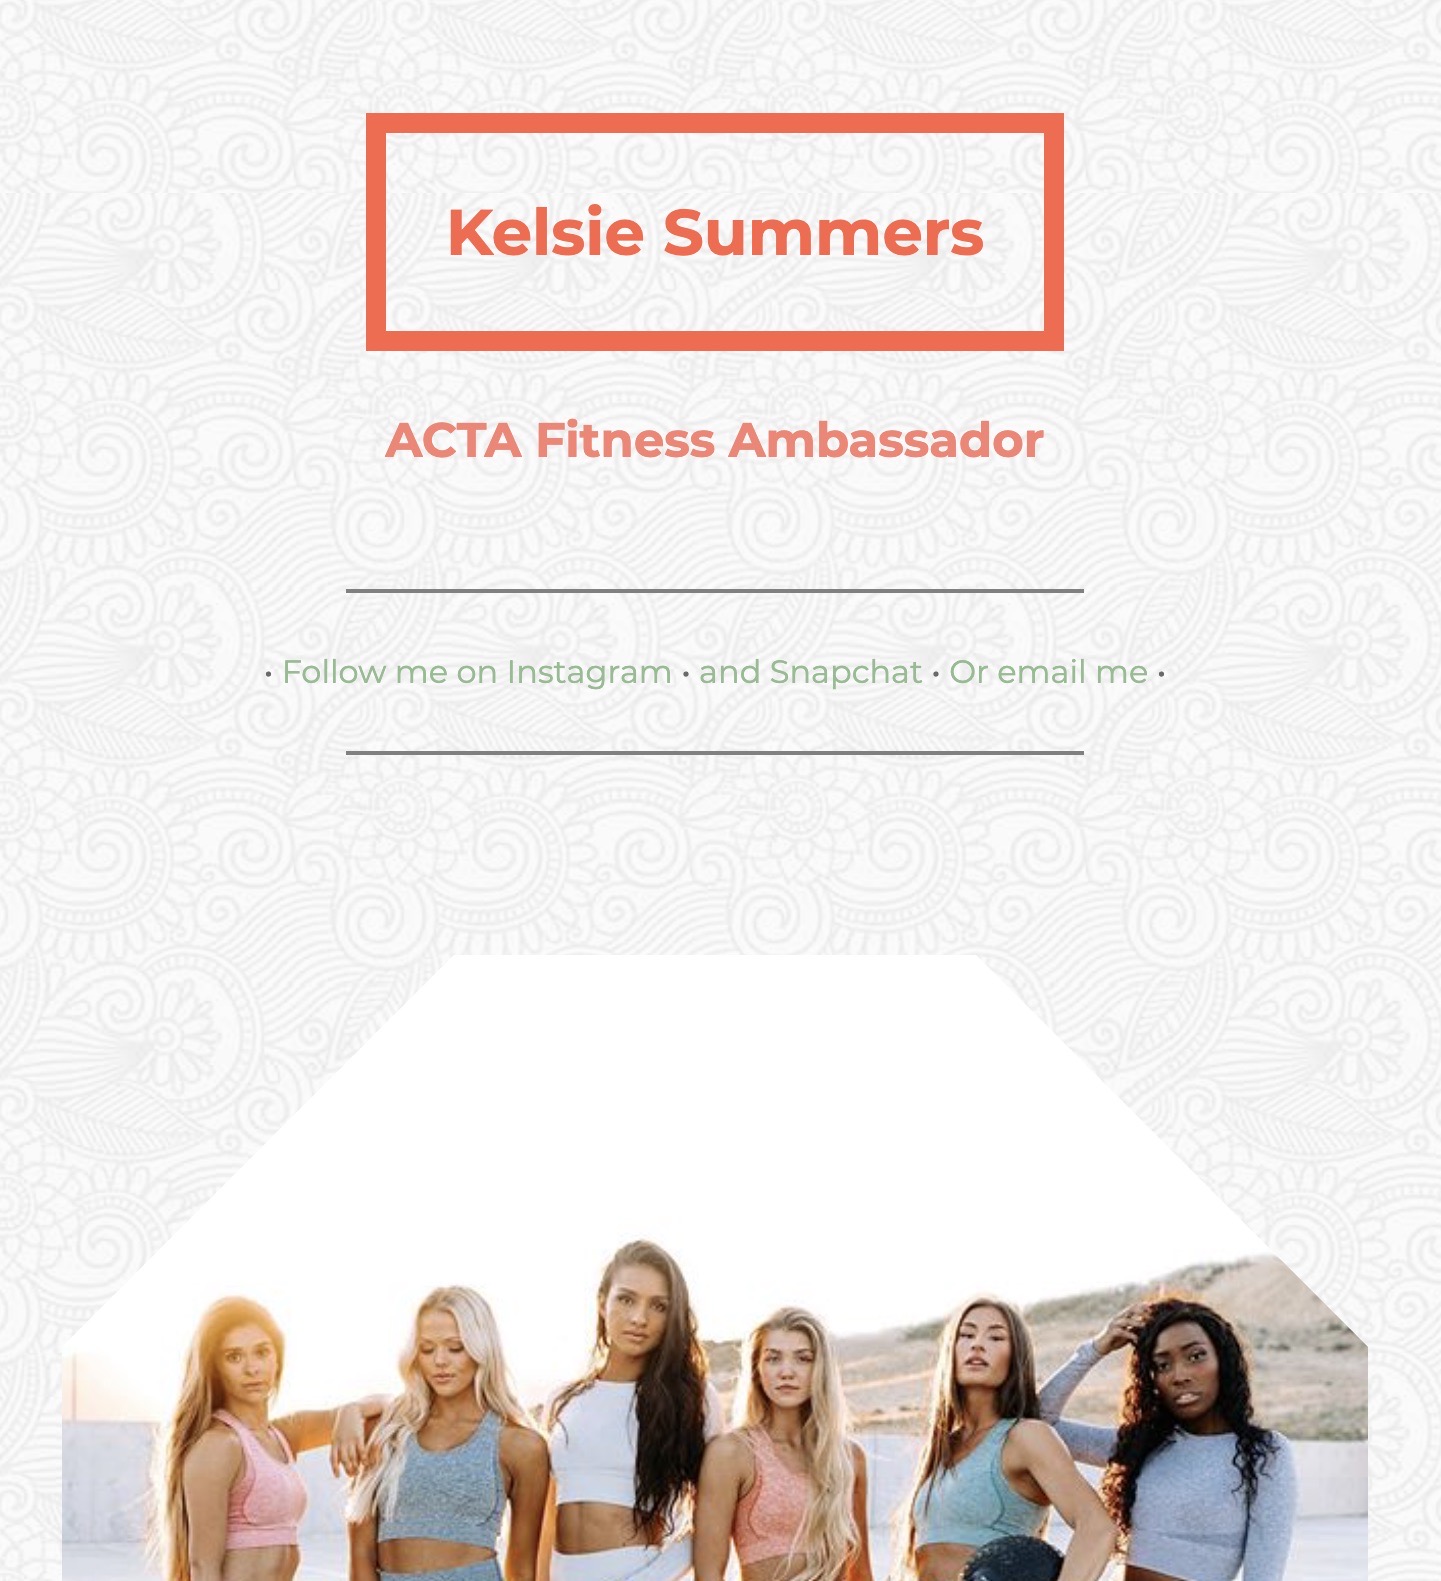 Kelsie Summers
ACTA Fitness Ambassador
• Follow me on Instagram • and Snapchat • Or email me •